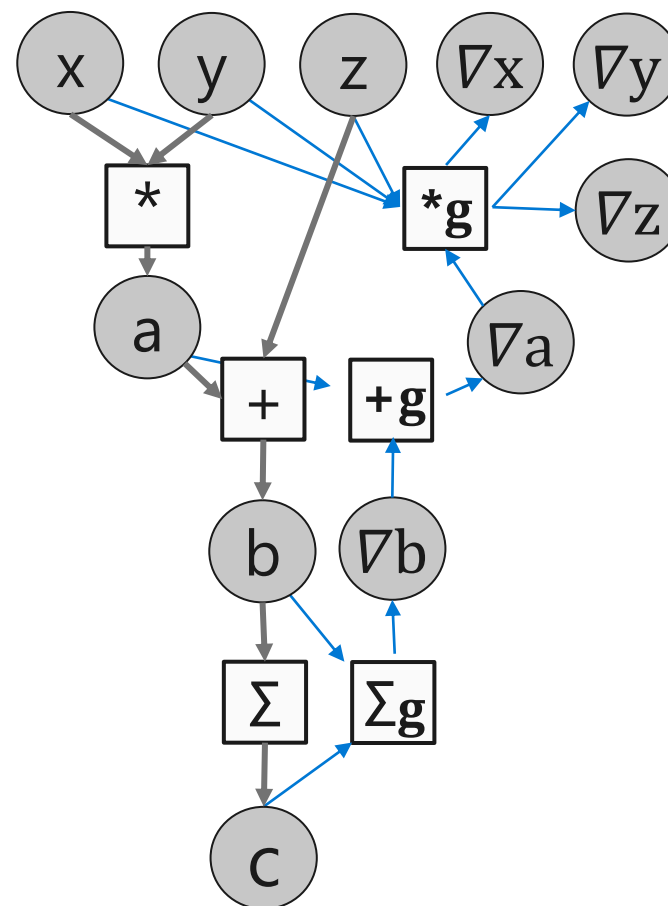 x y z ∇x ∇y
* *g ∇z
a ∇a
+ +g
b ∇b
Σ Σg
c